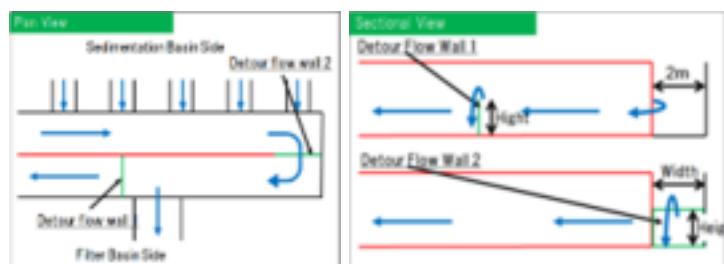 Plan View
Sedimentation Basin Side
Detour flow wall 2
Detour flow wall
Filter Basin Side
Sectional View
Detour Flow Wall 1
2m
Hight
Detour Flow Wall 2
Width
Heig